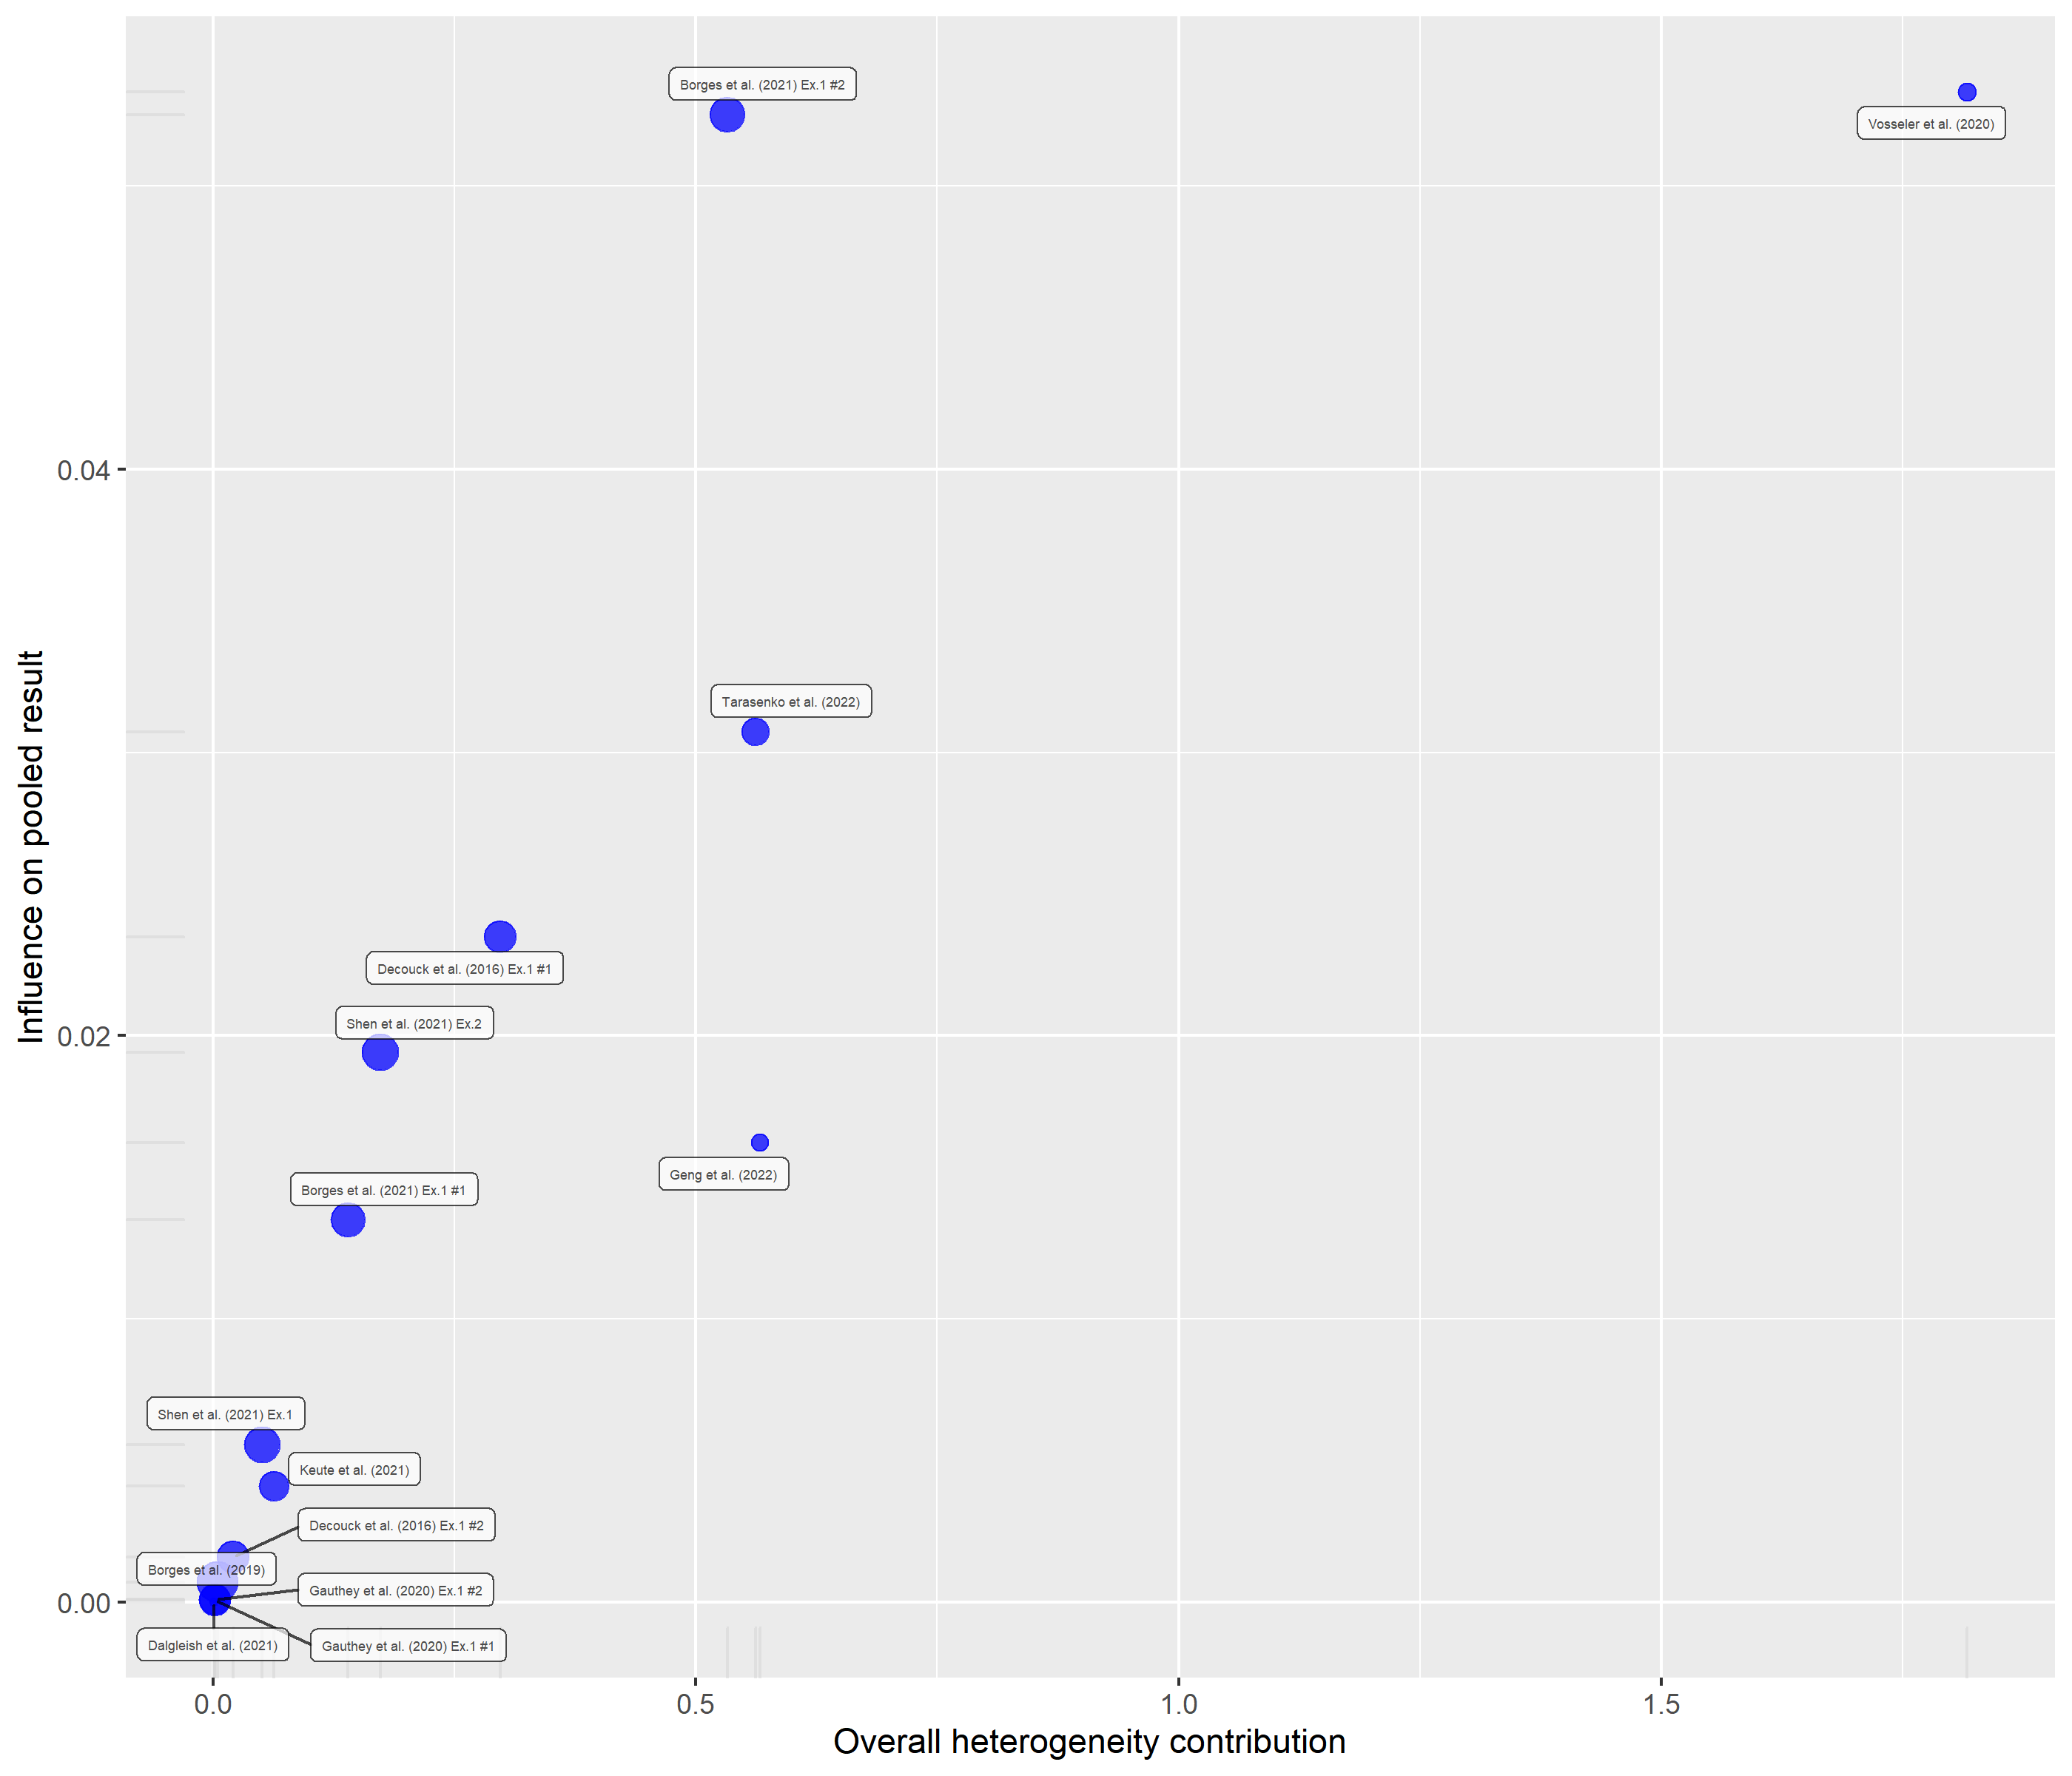 Borges et al. (2021) Ex.1 #2
Vosseler et al. (2020)
0.04
Tarasenko et al. (2022)
Influence on pooled result
Decouck et al. (2016) Ex.1 #1
Shen et al. (2021) Ex.2
0.02
Geng et al. (2022)
Borges et al. (2021) Ex.1 #1
Shen et al. (2021) Ex.1
Keute et al. (2021)
Decouck et al. (2016) Ex.1 #2
Borges et al. (2019)
Gauthey et al. (2020) Ex.1 #2
0.00
Dalgleish et al. (2021)
Gauthey et al. (2020) Ex.1 #1
0.0
0.5
1.0
1.5
Overall heterogeneity contribution